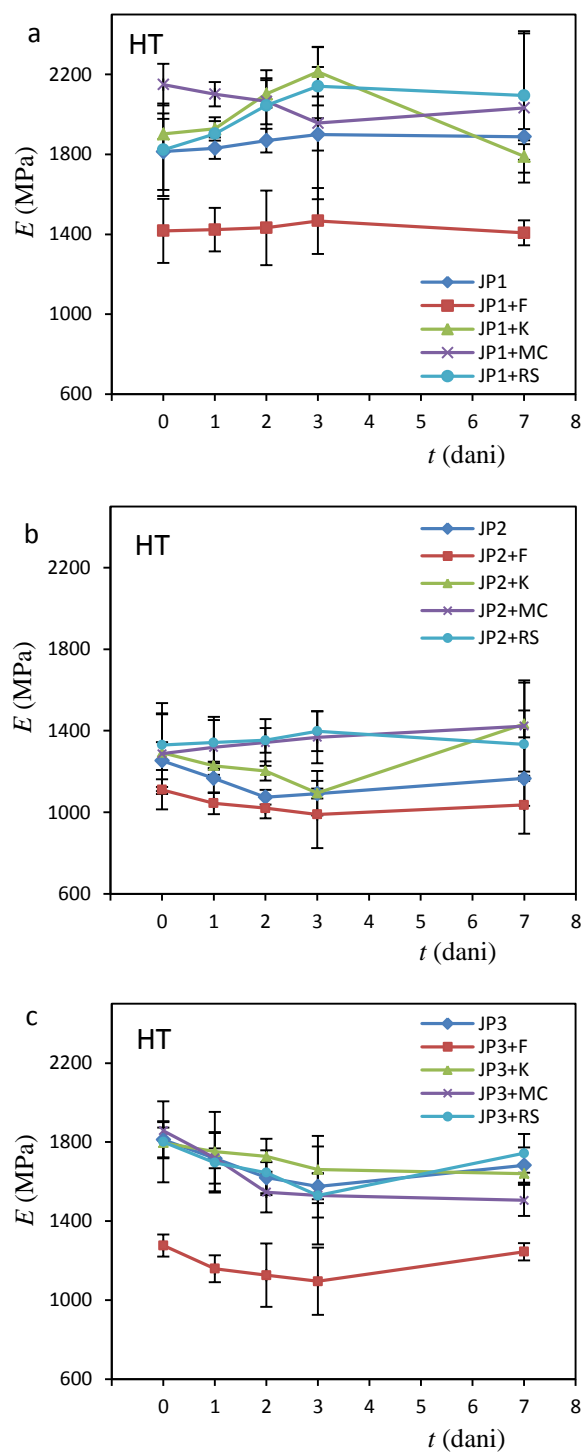 a
HT
2200
1800
1400
1000
600
E (MPa)
JP1
JP1+F
JP1+K
JP1+MC
JP1+RS
0 1 2 3 4 5 6 7 8
t (dani)
b
HT
2200
1800
1400
1000
600
E (MPa)
JP2
JP2+F
JP2+K
JP2+MC
JP2+RS
0 1 2 3 4 5 6 7 8
t (dani)
c
HT
2200
1800
1400
1000
600
E (MPa)
JP3
JP3+F
JP3+K
JP3+MC
JP3+RS
0 1 2 3 4 5 6 7 8
t (dani)